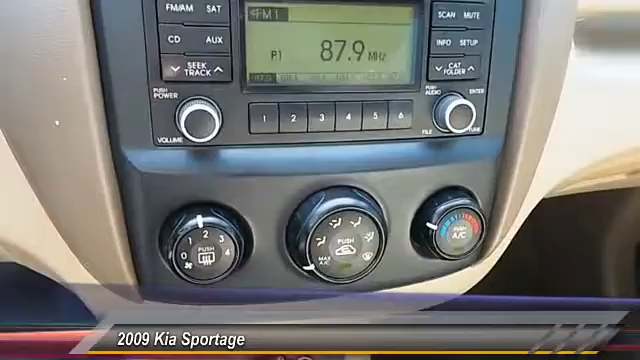 FM/AM SAT
FM1
SCAN MUTE
CD AUX
P.1 87.9 MHz
INFO SETUP
SEEK
TRACK
CAT
FOLDER
PUSH
POWER
VOLUME
1 2 3 4 5 6
PUSH
AUDIO
ENTER
FILE
TUNE
0 1 2 3 4
PUSH
PUSH
MAX
A/C
PUSH
A/C
2009 Kia Sportage